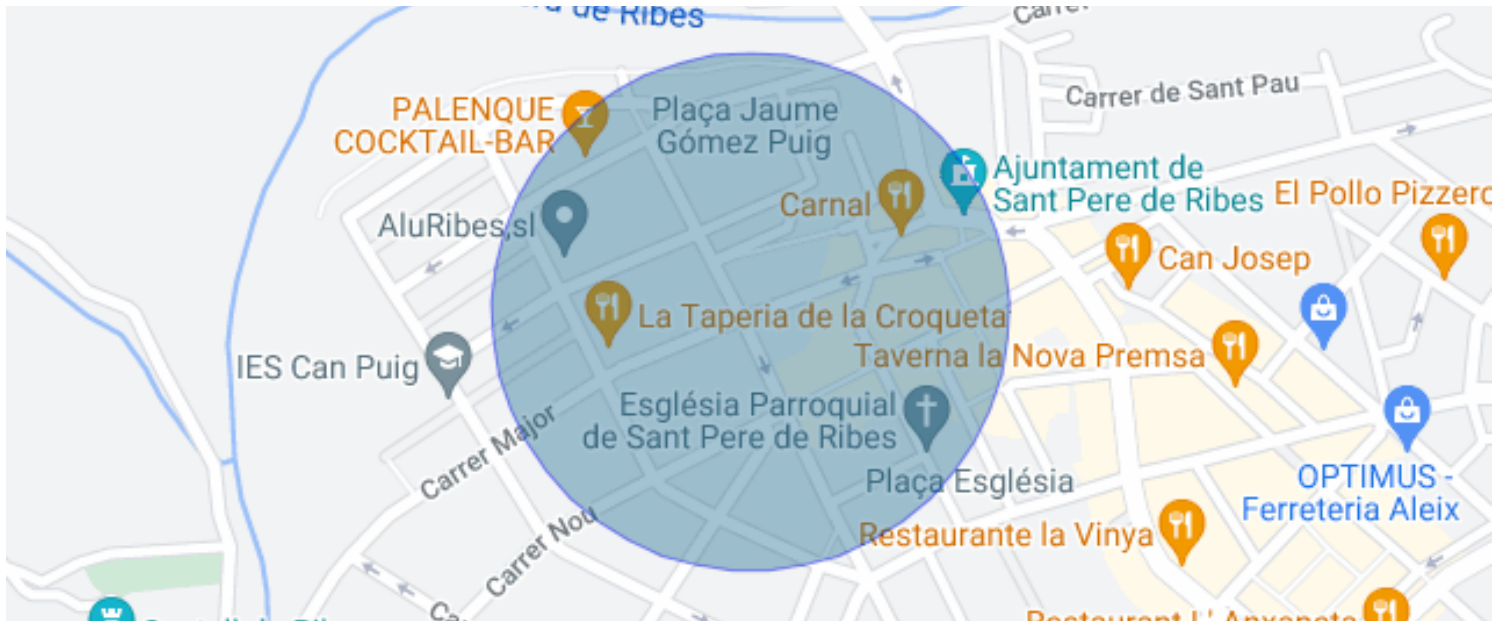 de Ribes
Carrer
PALENQUE
COCKTAIL-BAR
Plaça Jaume
Gómez Puig
Carrer de Sant Pau
Ajuntament de
Sant Pere de Ribes
El Pollo Pizzero
Carnal
AluRibes,sl
Can Josep
La Taperia de la Croqueta
Taverna la Nova Premsa
IES Can Puig
Església Parroquial
de Sant Pere de Ribes
Carrer Major
Plaça Església
OPTIMUS -
Ferreteria Aleix
Carrer Nou
Restaurante la Vinya